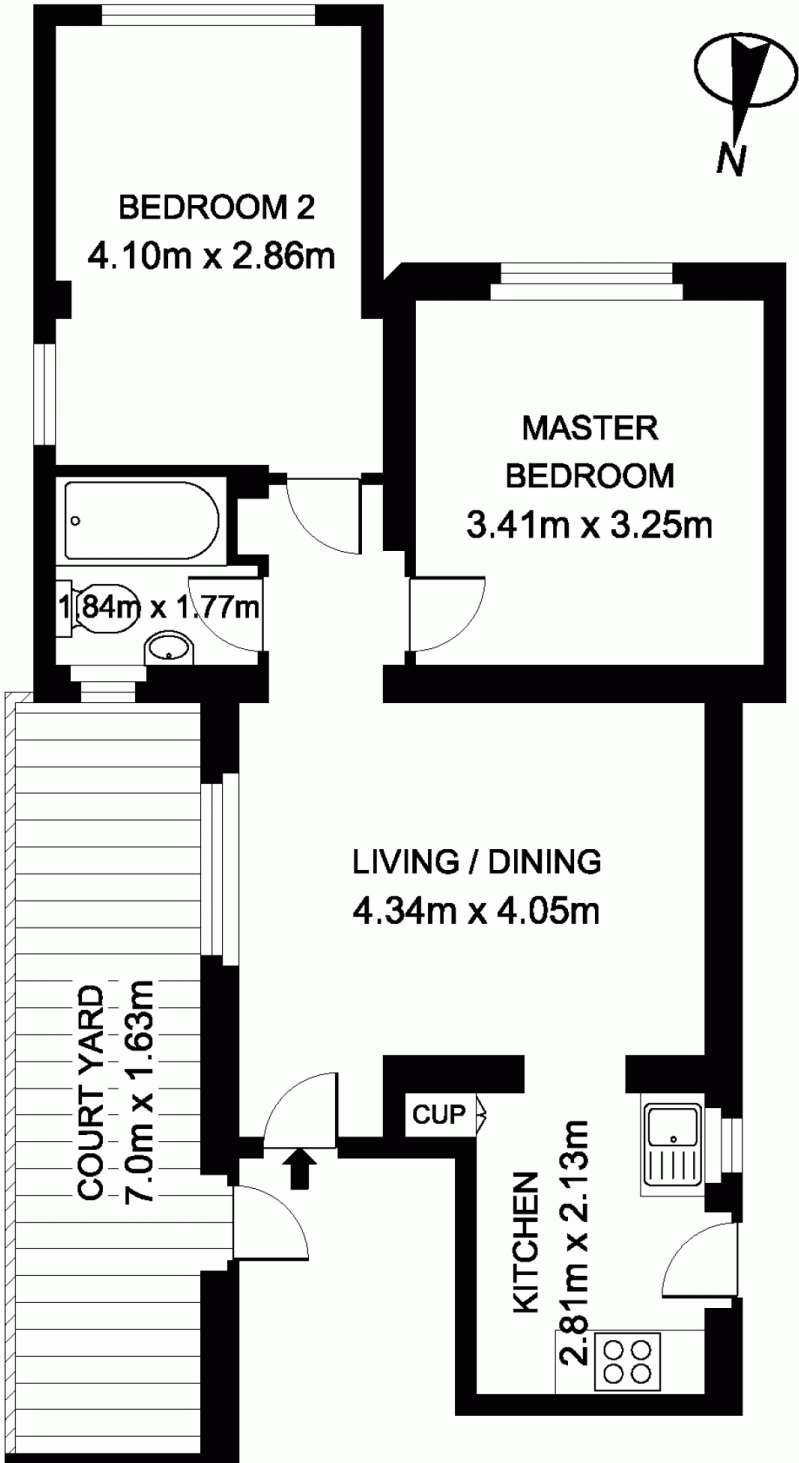 N
BEDROOM 2
4.10m x 2.86m
MASTER
BEDROOM
3.41m x 3.25m
1.84m x 1.77m
LIVING / DINING
4.34m x 4.05m
COURT YARD
7.0m x 1.63m
CUP
KITCHEN
2.81m x 2.13m